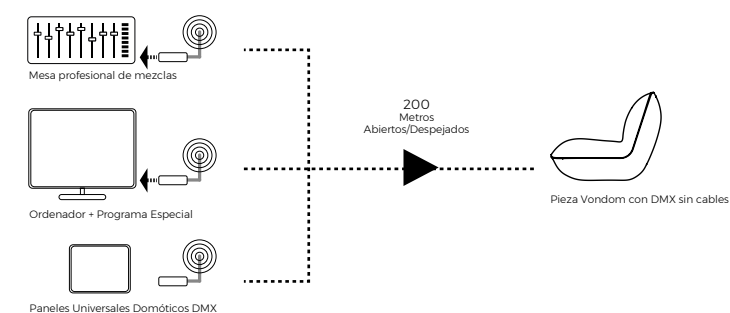 Mesa profesional de mezclas
200
Metros
Abiertos/Despejados
Ordenador + Programa Especial
Pieza Vondom con DMX sin cables
Paneles Universales Domóticos DMX